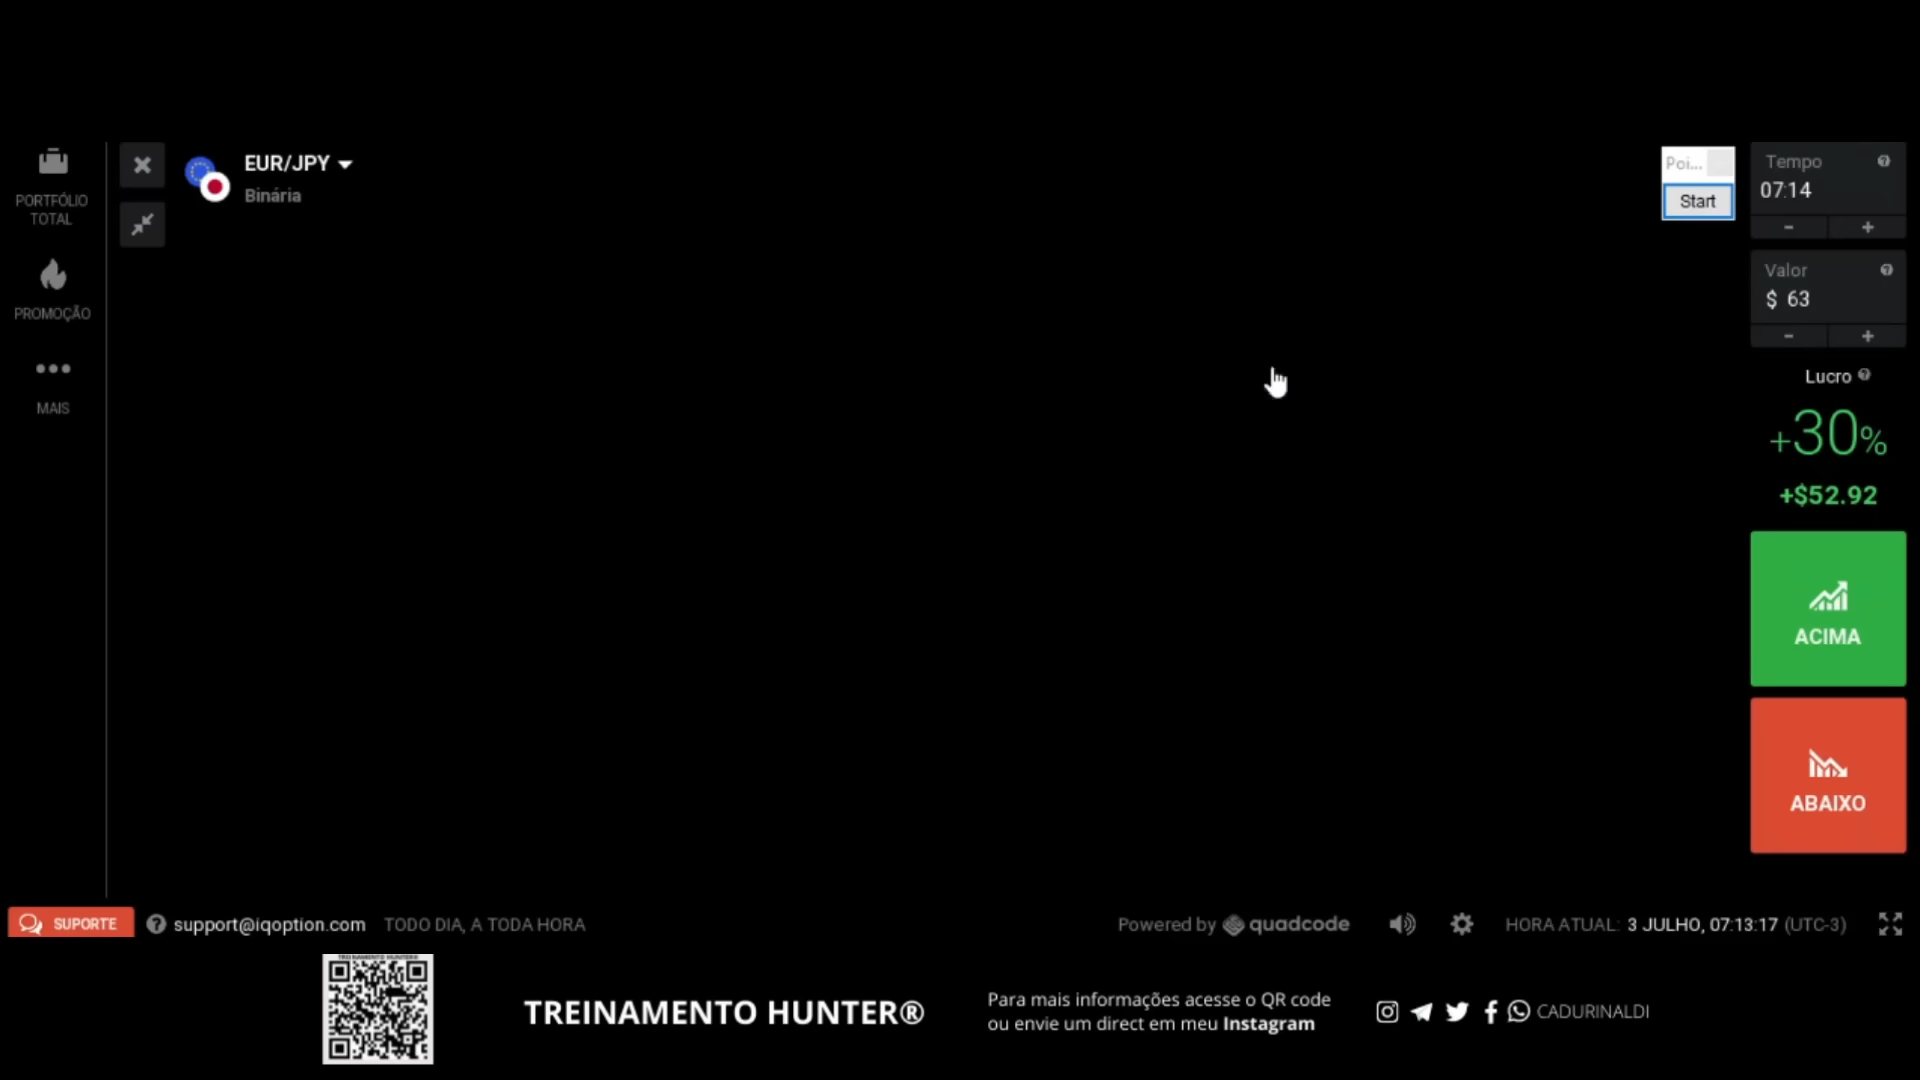 PORTFÓLIO
TOTAL
PROMOÇÃO
MAIS
EUR/JPY
Binária
Poi...
Start
Tempo
07:14
-
+
Valor
$ 63
-
+
Lucro
+30%
+$52.92
ACIMA
ABAIXO
SUPORTE
support@iqoption.com
TODO DIA, A TODA HORA
Powered by quadcode
HORA ATUAL: 3 JULHO, 07:13:17 (UTC-3)
TREINAMENTO HUNTER®
TREINAMENTO HUNTER®
Para mais informações acesse o QR code
ou envie um direct em meu Instagram
CADURINALDI